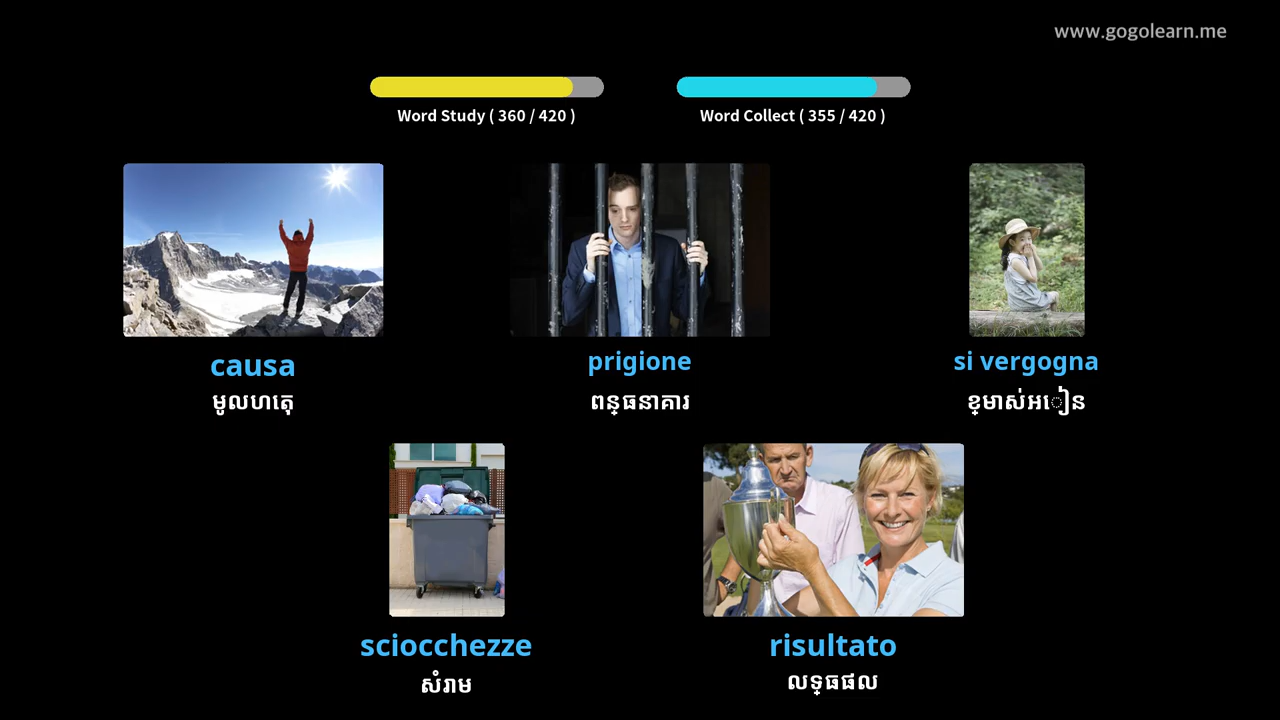 www.gogolearn.me
Word Study ( 360 / 420 )
Word Collect ( 355 / 420 )
causa
មូលហេតុ
prigione
ពន្ធនាគារ
si vergogna
ខ្មាស់អៀន
sciocchezze
សំរាម
risultato
លទ្ធផល